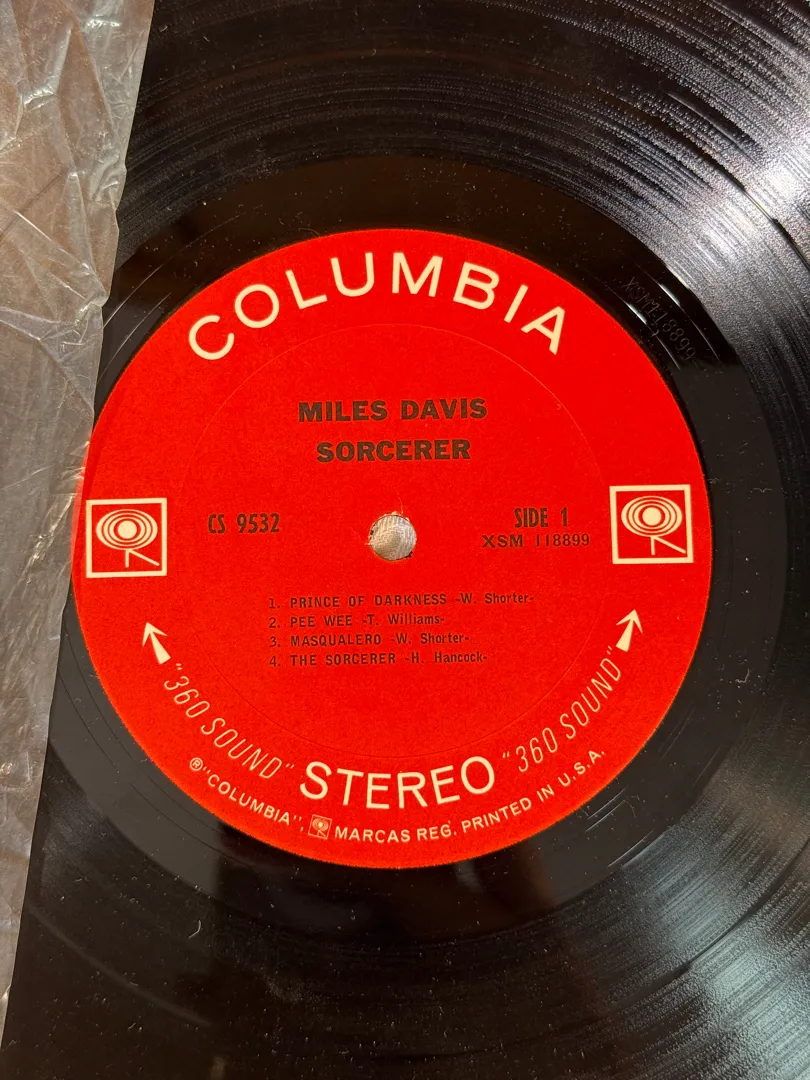 COLUMBIA
MILES DAVIS
SORCERER
CS 9532
SIDE 1
XSM 118899
1. PRINCE OF DARKNESS -W. Shorter-
2. PEE WEE -T. Williams-
3. MASQUALERO -W. Shorter-
4. THE SORCERER -H. Hancock-
"360 SOUND" STEREO "360 SOUND"
®"COLUMBIA", MARCAS REG. PRINTED IN U.S.A.